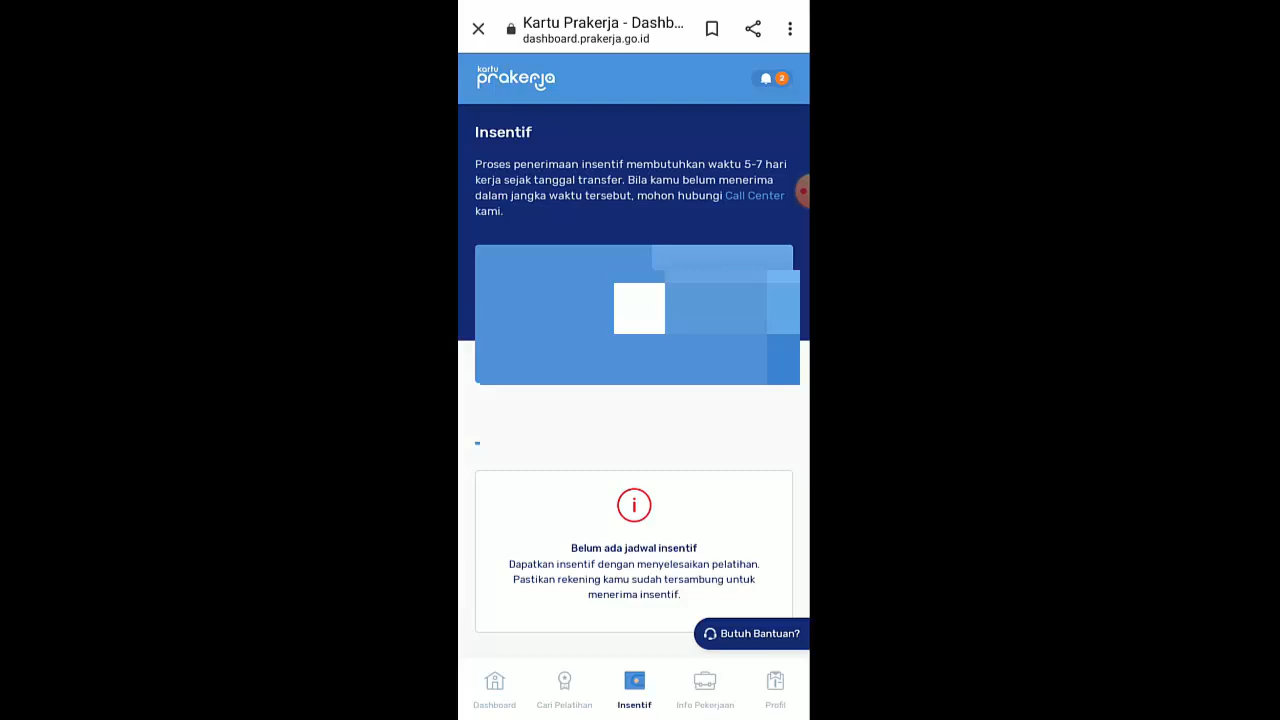 Kartu Prakerja - Dashb...
dashboard.prakerja.go.id
kartu
prakerja
2
Insentif
Proses penerimaan insentif membutuhkan waktu 5-7 hari
kerja sejak tanggal transfer. Bila kamu belum menerima
dalam jangka waktu tersebut, mohon hubungi Call Center
kami.
Belum ada jadwal insentif
Dapatkan insentif dengan menyelesaikan pelatihan.
Pastikan rekening kamu sudah tersambung untuk
menerima insentif.
Butuh Bantuan?
Dashboard Cari Pelatihan Insentif Info Pekerjaan Profil